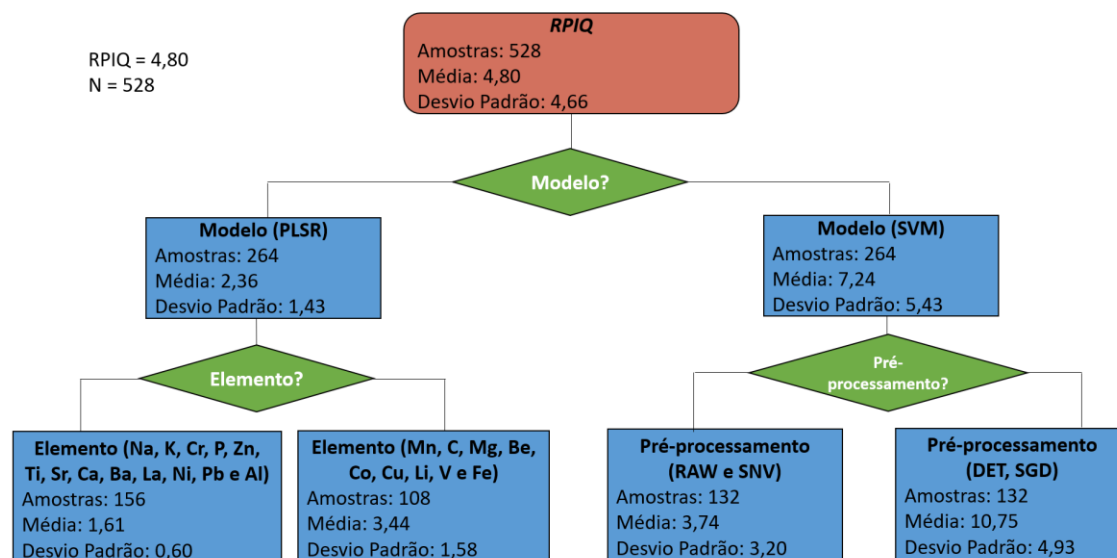 RPIQ = 4,80
N = 528
RPIQ
Amostras: 528
Média: 4,80
Desvio Padrão: 4,66
Modelo?
Modelo (PLSR)
Amostras: 264
Média: 2,36
Desvio Padrão: 1,43
Modelo (SVM)
Amostras: 264
Média: 7,24
Desvio Padrão: 5,43
Elemento?
Pré-
processamento?
Elemento (Na, K, Cr, P, Zn,
Ti, Sr, Ca, Ba, La, Ni, Pb e Al)
Amostras: 156
Média: 1,61
Desvio Padrão: 0,60
Elemento (Mn, C, Mg, Be,
Co, Cu, Li, V e Fe)
Amostras: 108
Média: 3,44
Desvio Padrão: 1,58
Pré-processamento
(RAW e SNV)
Amostras: 132
Média: 3,74
Desvio Padrão: 3,20
Pré-processamento
(DET, SGD)
Amostras: 132
Média: 10,75
Desvio Padrão: 4,93